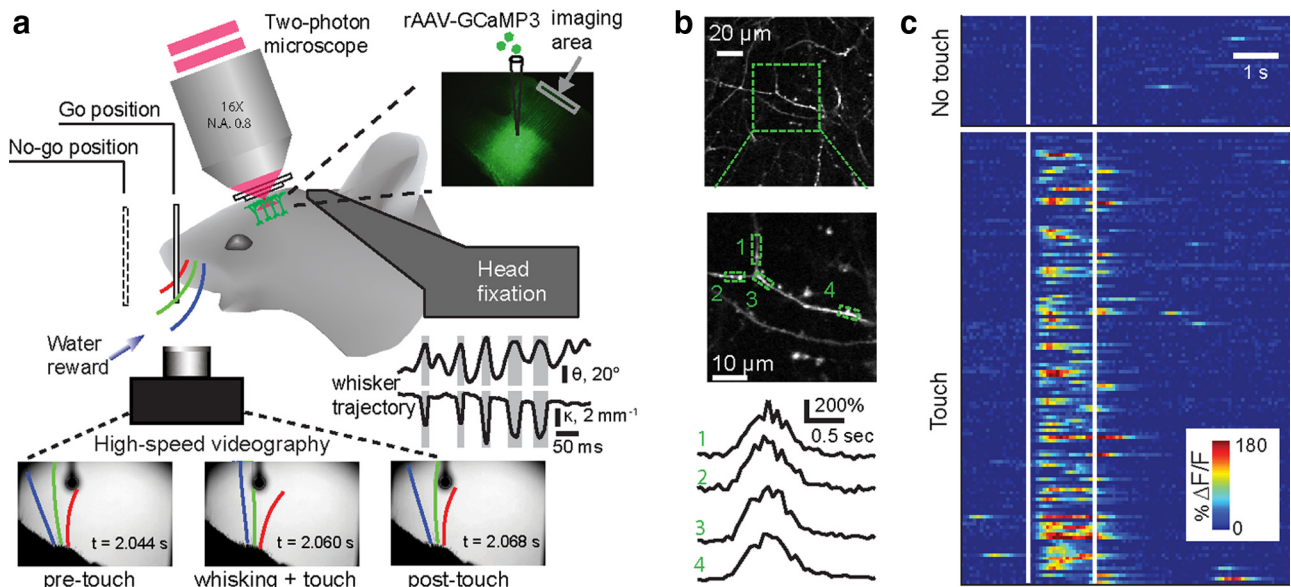 a
Two-photon
microscope
rAAV-GCaMP3
imaging
area
16X
N.A. 0.8
Go position
No-go position
Head
fixation
Water
reward
whisker
trajectory
θ, 20°
κ, 2 mm⁻¹
50 ms
High-speed videography
t = 2.044 s
t = 2.060 s
t = 2.068 s
pre-touch
whisking + touch
post-touch
b
20 µm
1
2
3
4
10 µm
200%
0.5 sec
1
2
3
4
c
No touch
1 s
Touch
180
% ΔF/F
0